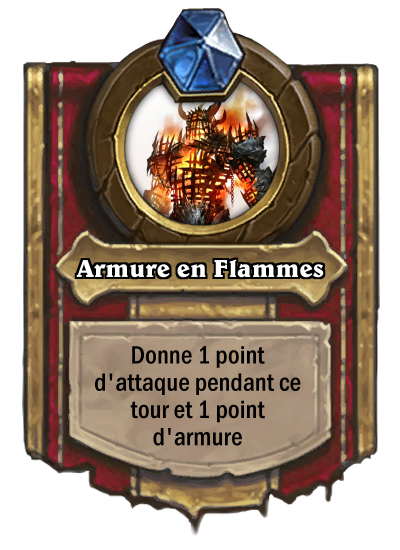 Armure en Flammes
Donne 1 point
d'attaque pendant ce
tour et 1 point
d'armure